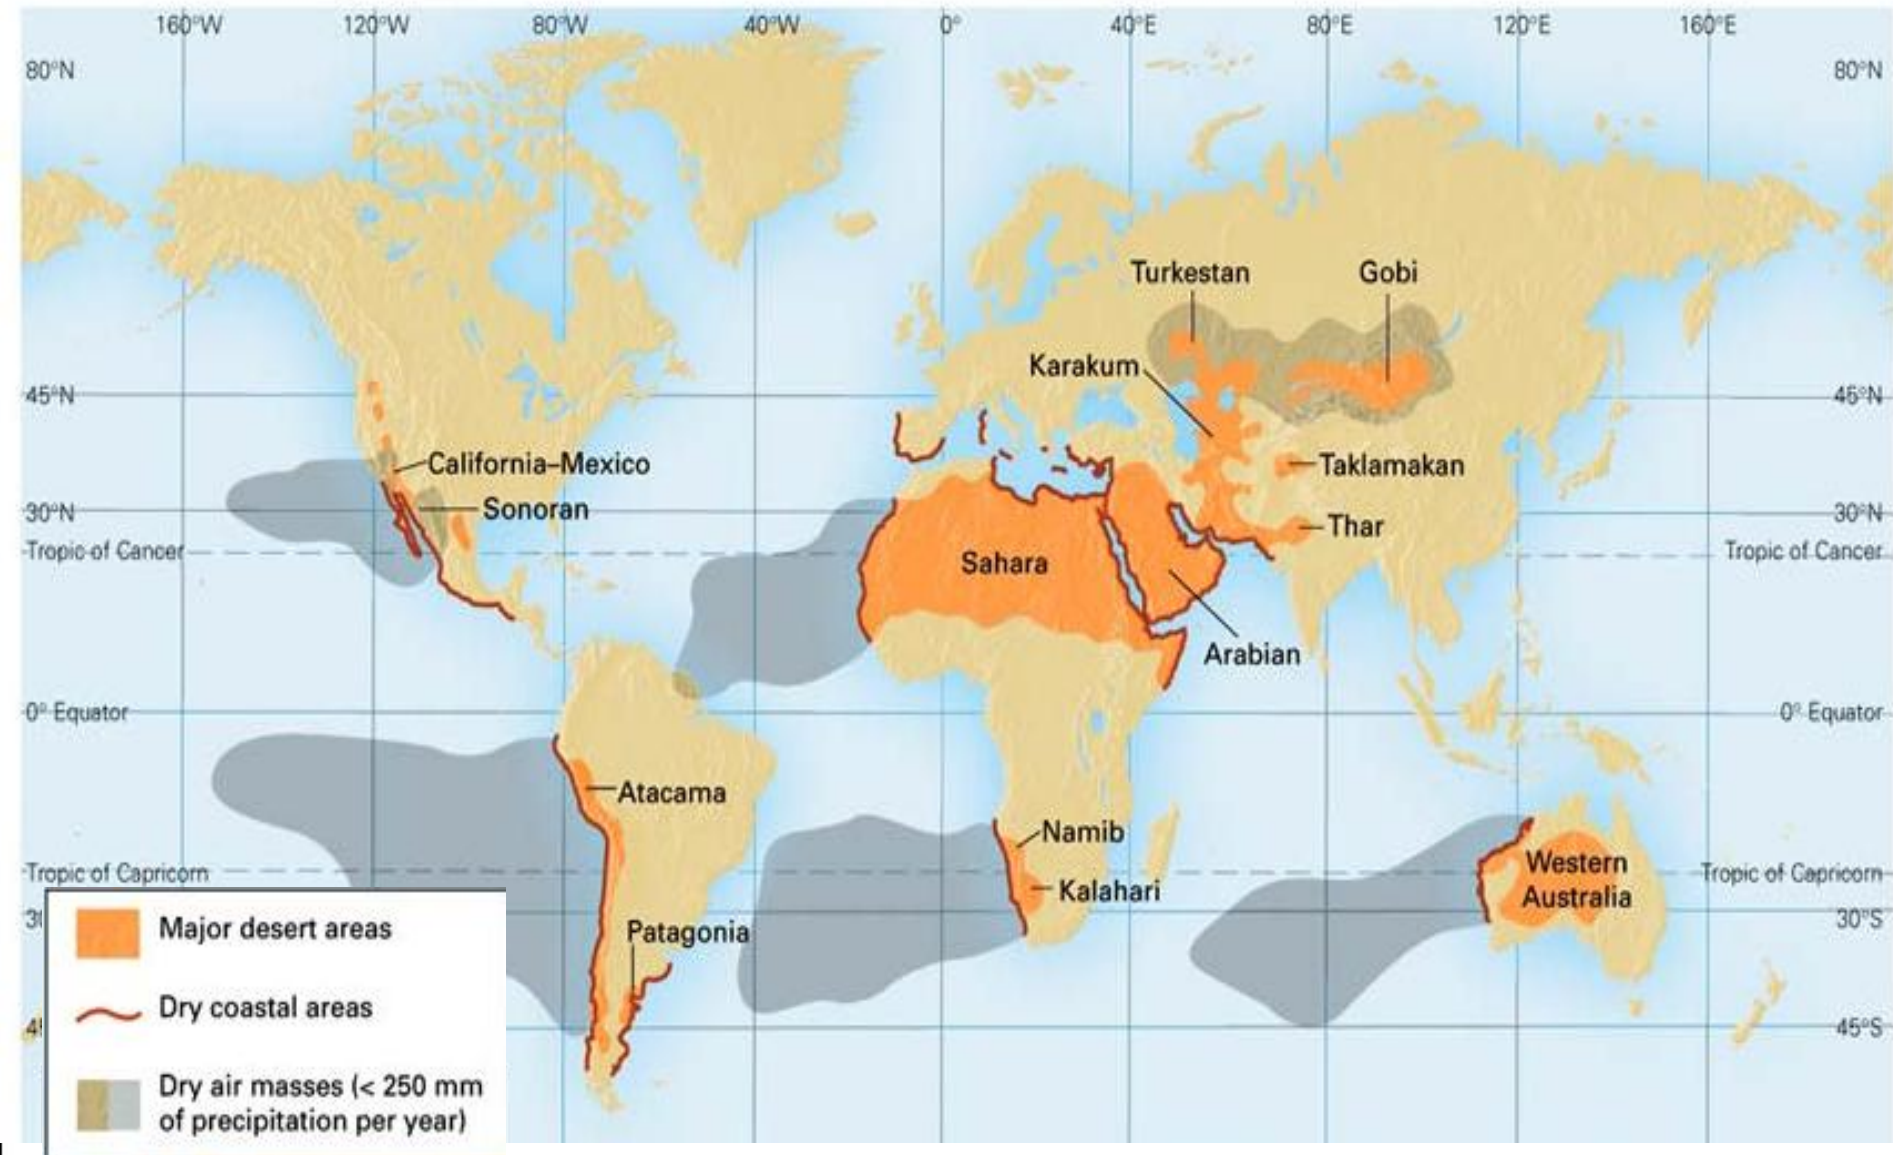 160°W 120°W 80°W 40°W 0° 40°E 80°E 120°E 160°E
80°N 80°N
Turkestan Gobi
Karakum
45°N 45°N
California–Mexico Taklamakan
Sonoran
30°N Thar 30°N
Tropic of Cancer Sahara Tropic of Cancer
Arabian
0° Equator 0° Equator
Atacama
Namib
Western
Australia
Tropic of Capricorn Tropic of Capricorn
Kalahari
30°S
Patagonia
45°S
Major desert areas
Dry coastal areas
Dry air masses (< 250 mm
of precipitation per year)